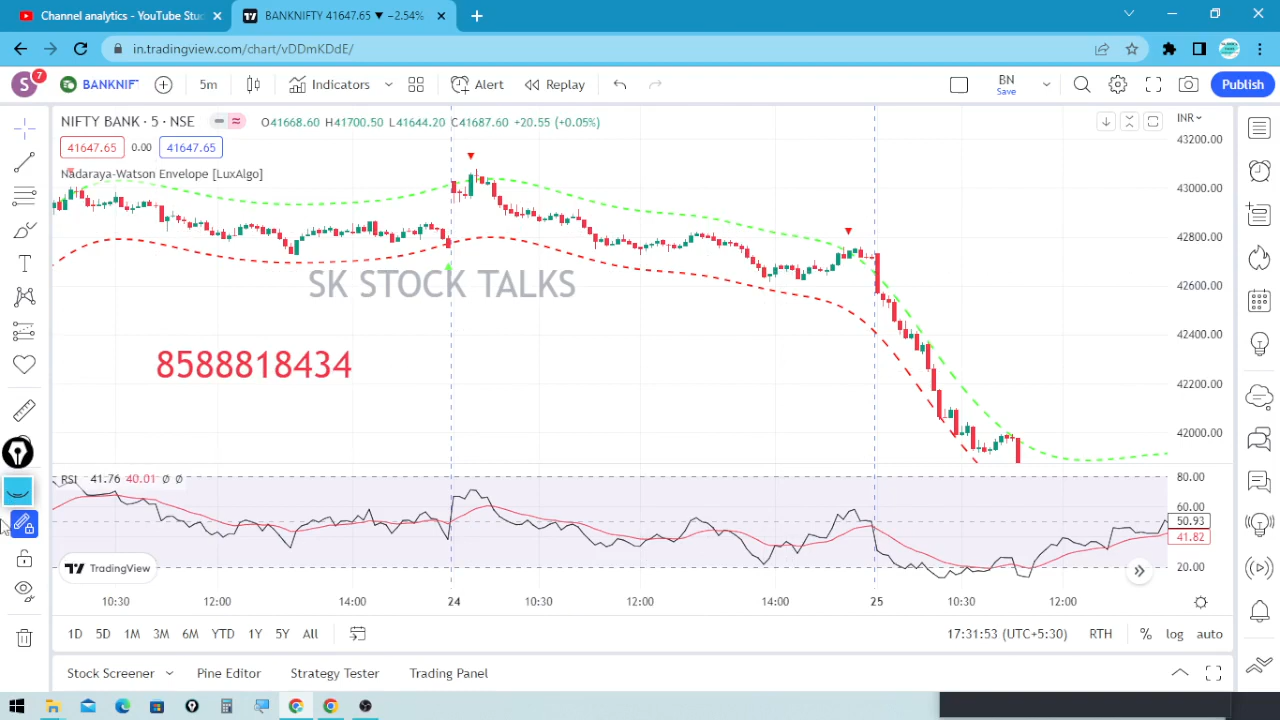 Channel analytics - YouTube Stu
BANKNIFTY 41647.65 ▼ −2.54%
in.tradingview.com/chart/vDDmKDdE/
S
7
BANKNIF
5m
Indicators
Alert
Replay
BN
Save
Publish
NIFTY BANK · 5 · NSE
O41668.60 H41700.50 L41644.20 C41687.60 +20.55 (+0.05%)
INR
41647.65
0.00
41647.65
Nadaraya-Watson Envelope [LuxAlgo]
43200.00
43000.00
42800.00
42600.00
42400.00
42200.00
42000.00
SK STOCK TALKS
8588818434
RSI 41.76 40.01 Ø Ø
80.00
60.00
50.93
41.82
20.00
TradingView
10:30
12:00
14:00
24
10:30
12:00
14:00
25
10:30
12:00
1D 5D 1M 3M 6M YTD 1Y 5Y All
17:31:53 (UTC+5:30)
RTH
%
log
auto
Stock Screener
Pine Editor
Strategy Tester
Trading Panel